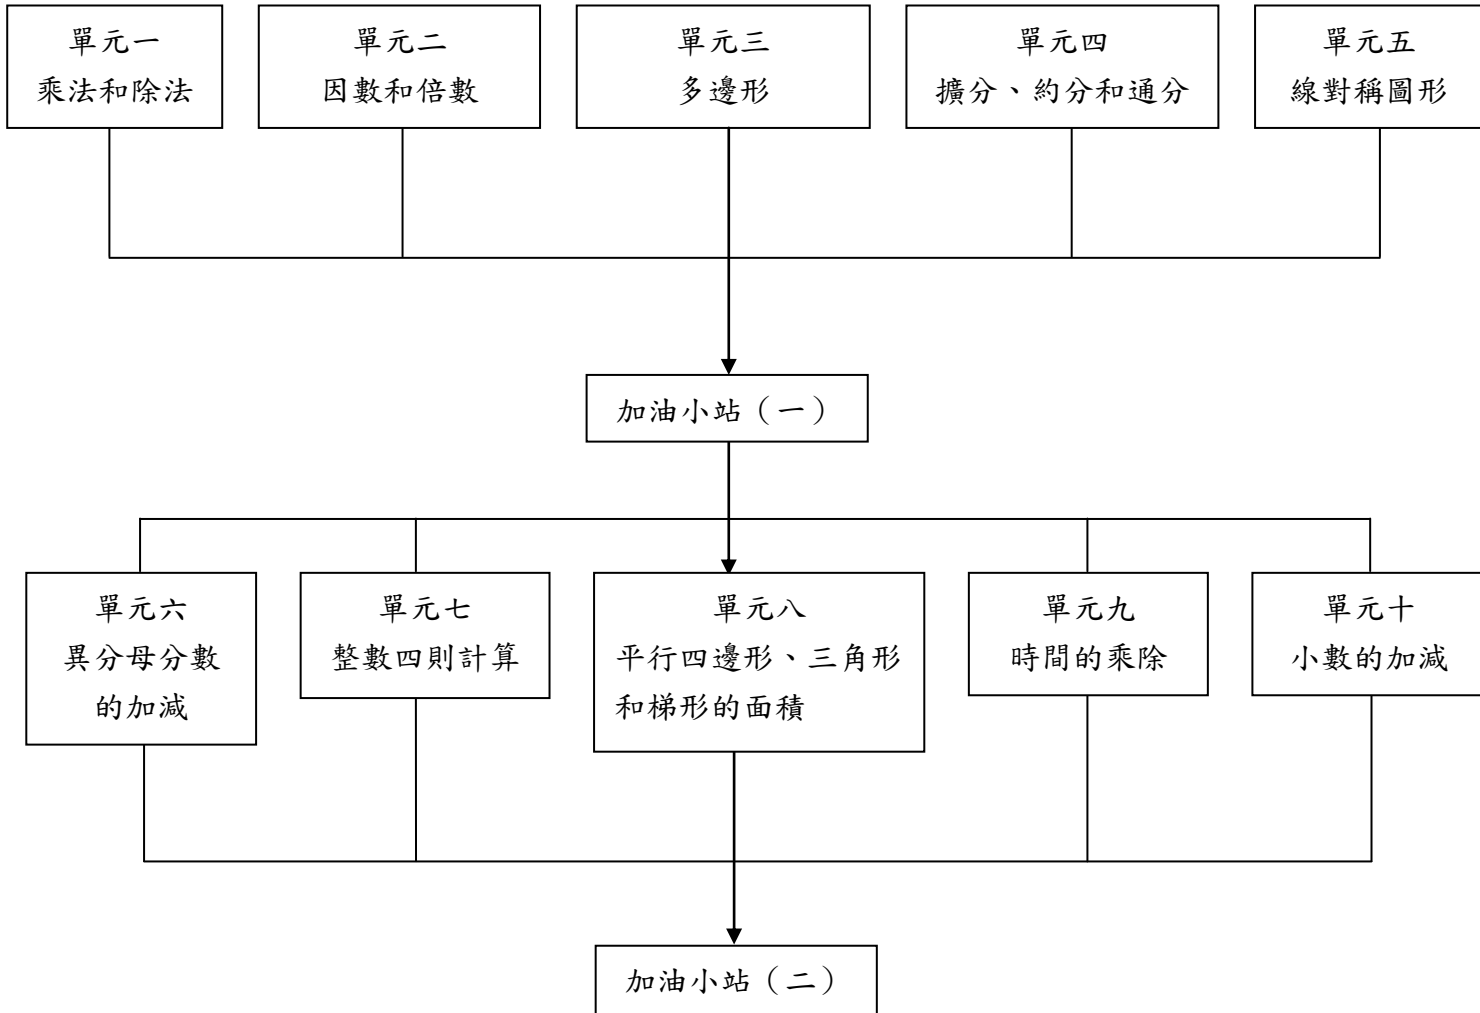 單元一
乘法和除法
單元二
因數和倍數
單元三
多邊形
單元四
擴分、約分和通分
單元五
線對稱圖形
加油小站（一）
單元六
異分母分數
的加減
單元七
整數四則計算
單元八
平行四邊形、三角形
和梯形的面積
單元九
時間的乘除
單元十
小數的加減
加油小站（二）